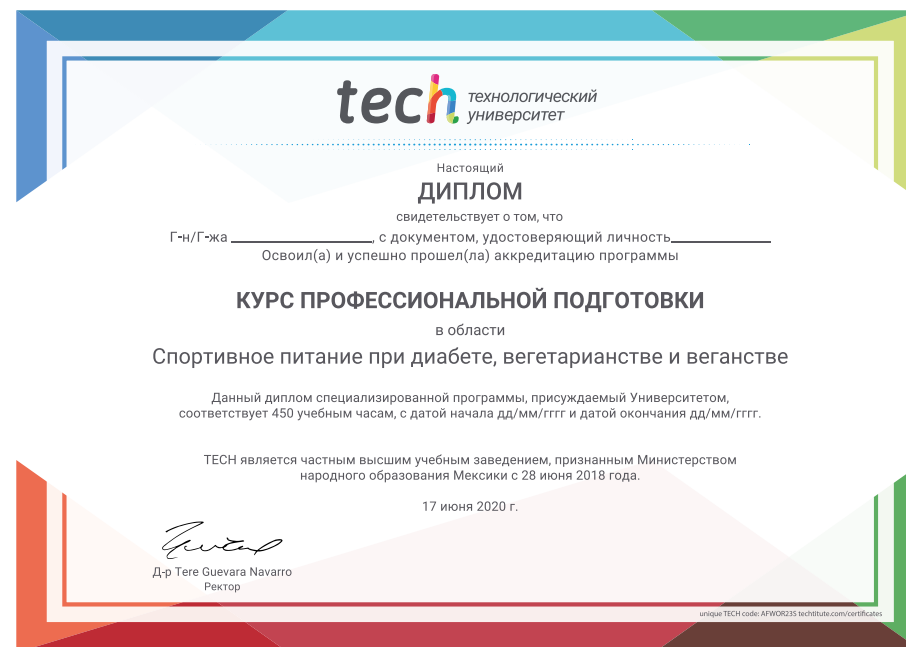 tech технологический
университет
Настоящий
ДИПЛОМ
свидетельствует о том, что
Г-н/Г-жа ____________________, с документом, удостоверяющий личность______________
Освоил(а) и успешно прошел(ла) аккредитацию программы
КУРС ПРОФЕССИОНАЛЬНОЙ ПОДГОТОВКИ
в области
Спортивное питание при диабете, вегетарианстве и веганстве
Данный диплом специализированной программы, присуждаемый Университетом,
соответствует 450 учебным часам, с датой начала дд/мм/гггг и датой окончания дд/мм/гггг.
TECH является частным высшим учебным заведением, признанным Министерством
народного образования Мексики с 28 июня 2018 года.
17 июня 2020 г.
Д-р Tere Guevara Navarro
Ректор
unique TECH code: AFWOR235 techtitute.com/certificates